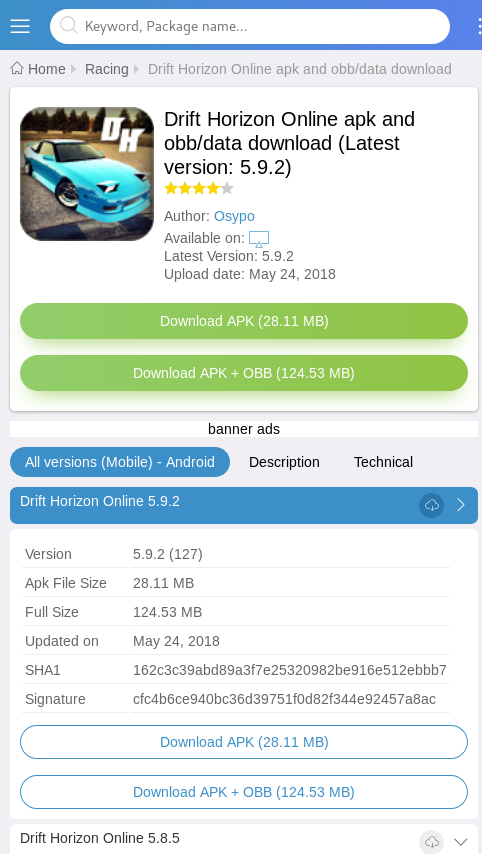 Keyword, Package name...
Home Racing Drift Horizon Online apk and obb/data download
DH
Drift Horizon Online apk and
obb/data download (Latest
version: 5.9.2)
Author: Osypo
Available on:
Latest Version: 5.9.2
Upload date: May 24, 2018
Download APK (28.11 MB)
Download APK + OBB (124.53 MB)
banner ads
All versions (Mobile) - Android Description Technical
Drift Horizon Online 5.9.2
Version 5.9.2 (127)
Apk File Size 28.11 MB
Full Size 124.53 MB
Updated on May 24, 2018
SHA1 162c3c39abd89a3f7e25320982be916e512ebbb7
Signature cfc4b6ce940bc36d39751f0d82f344e92457a8ac
Download APK (28.11 MB)
Download APK + OBB (124.53 MB)
Drift Horizon Online 5.8.5